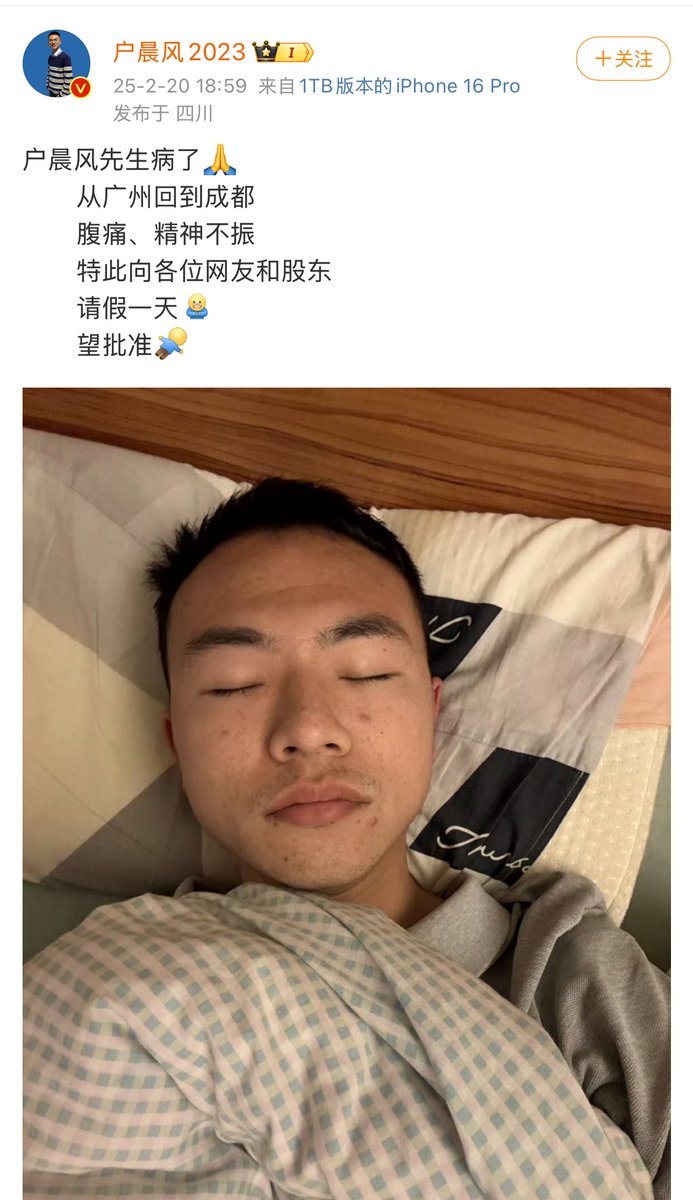 户晨风2023
I
+关注
25-2-20 18:59 来自1TB版本的iPhone 16 Pro
发布于 四川
户晨风先生病了🙏
从广州回到成都
腹痛、精神不振
特此向各位网友和股东
请假一天
望批准